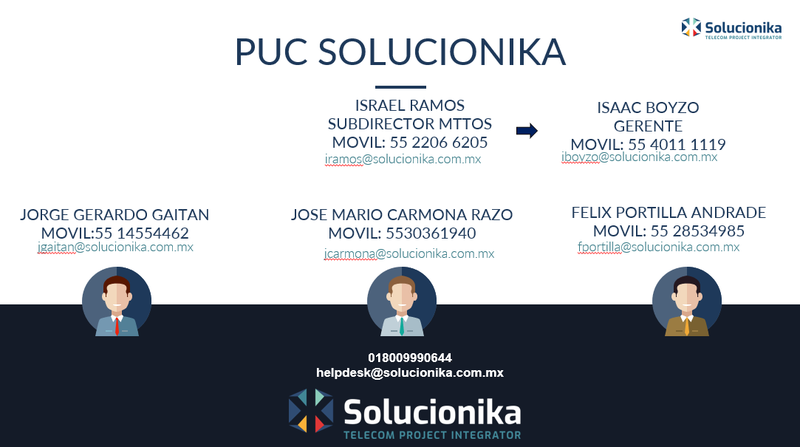 Solucionika
TELECOM PROJECT INTEGRATOR
PUC SOLUCIONIKA
ISRAEL RAMOS
SUBDIRECTOR MTTOS
MOVIL: 55 2206 6205
iramos@solucionika.com.mx
ISAAC BOYZO
GERENTE
MOVIL: 55 4011 1119
iboyzo@solucionika.com.mx
JORGE GERARDO GAITAN
MOVIL:55 14554462
jgaitan@solucionika.com.mx
JOSE MARIO CARMONA RAZO
MOVIL: 5530361940
jcarmona@solucionika.com.mx
FELIX PORTILLA ANDRADE
MOVIL: 55 28534985
fportilla@solucionika.com.mx
018009990644
helpdesk@solucionika.com.mx
Solucionika
TELECOM PROJECT INTEGRATOR